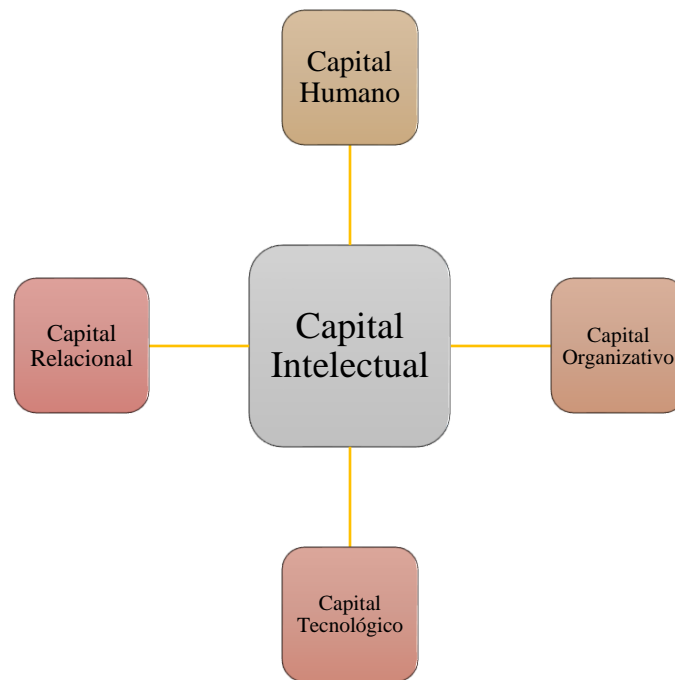 Capital
Humano
Capital
Relacional
Capital
Intelectual
Capital
Organizativo
Capital
Tecnológico